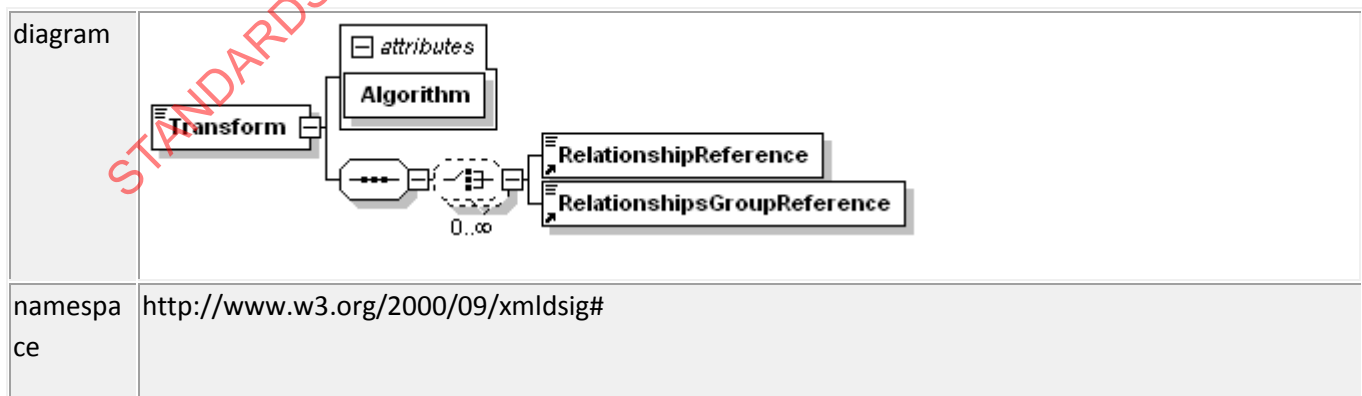 diagram
attributes
Algorithm
Transform
RelationshipReference
RelationshipsGroupReference
0..∞
STANDARDS
namespa
ce
http://www.w3.org/2000/09/xmldsig#